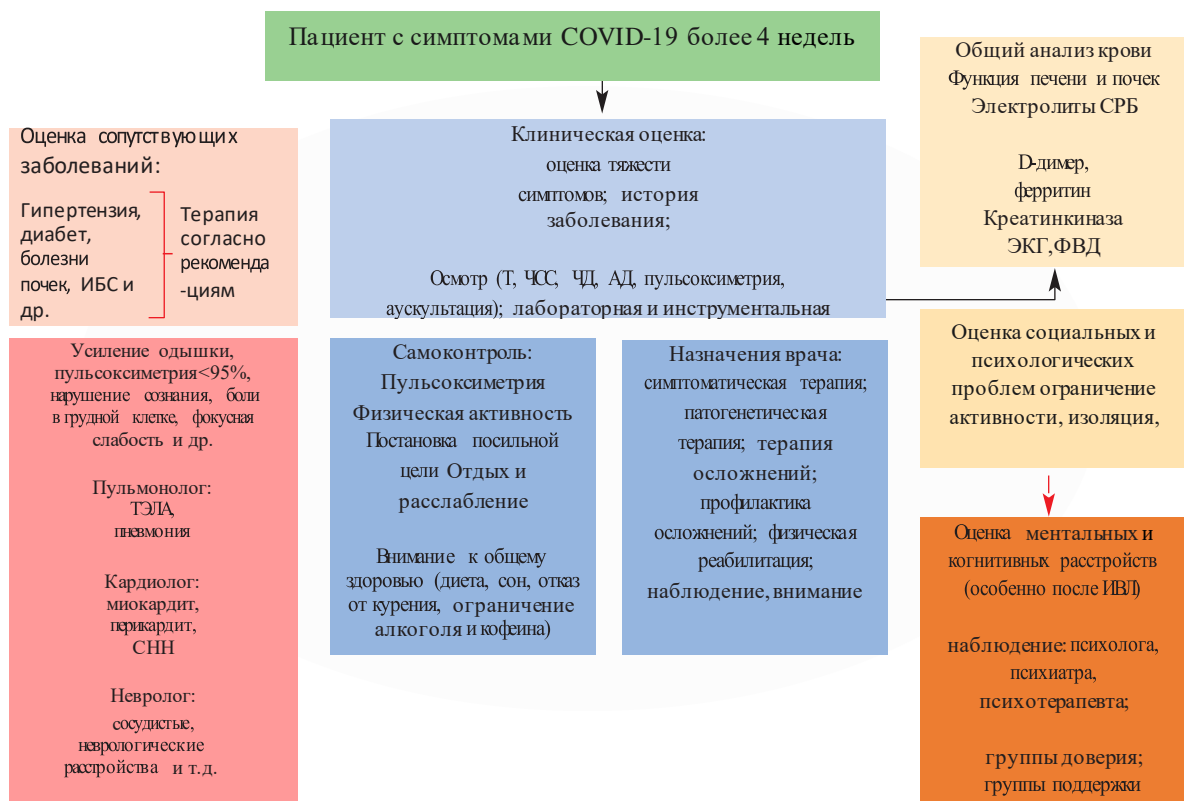 Пациент с симптомами COVID-19 более 4 недель
Оценка сопутствующих
заболеваний:
Гипертензия,
диабет,
болезни
почек, ИБС и
др.
Терапия
согласно
рекоменда
-циям
Клиническая оценка:
оценка тяжести
симптомов; история
заболевания;
Осмотр (Т, ЧСС, ЧД, АД, пульсоксиметрия,
аускультация); лабораторная и инструментальная
Общий анализ крови
Функция печени и почек
Электролиты СРБ
D-димер,
ферритин
Креатинкиназа
ЭКГ,ФВД
Усиление одышки,
пульсоксиметрия<95%,
нарушение сознания, боли
в грудной клетке, фокусная
слабость и др.
Пульмонолог:
ТЭЛА,
пневмония
Кардиолог:
миокардит,
перикардит,
СНН
Невролог:
сосудистые,
неврологические
расстройства и т.д.
Самоконтроль:
Пульсоксиметрия
Физическая активность
Постановка посильной
цели Отдых и
расслабление
Внимание к общему
здоровью (диета, сон, отказ
от курения, ограничение
алкоголя и кофеина)
Назначения врача:
симптоматическая терапия;
патогенетическая
терапия; терапия
осложнений;
профилактика
осложнений; физическая
реабилитация;
наблюдение, внимание
Оценка социальных и
психологических
проблем ограничение
активности, изоляция,
Оценка ментальных и
когнитивных расстройств
(особенно после ИВЛ)
наблюдение: психолога,
психиатра,
психотерапевта;
группы доверия;
группы поддержки